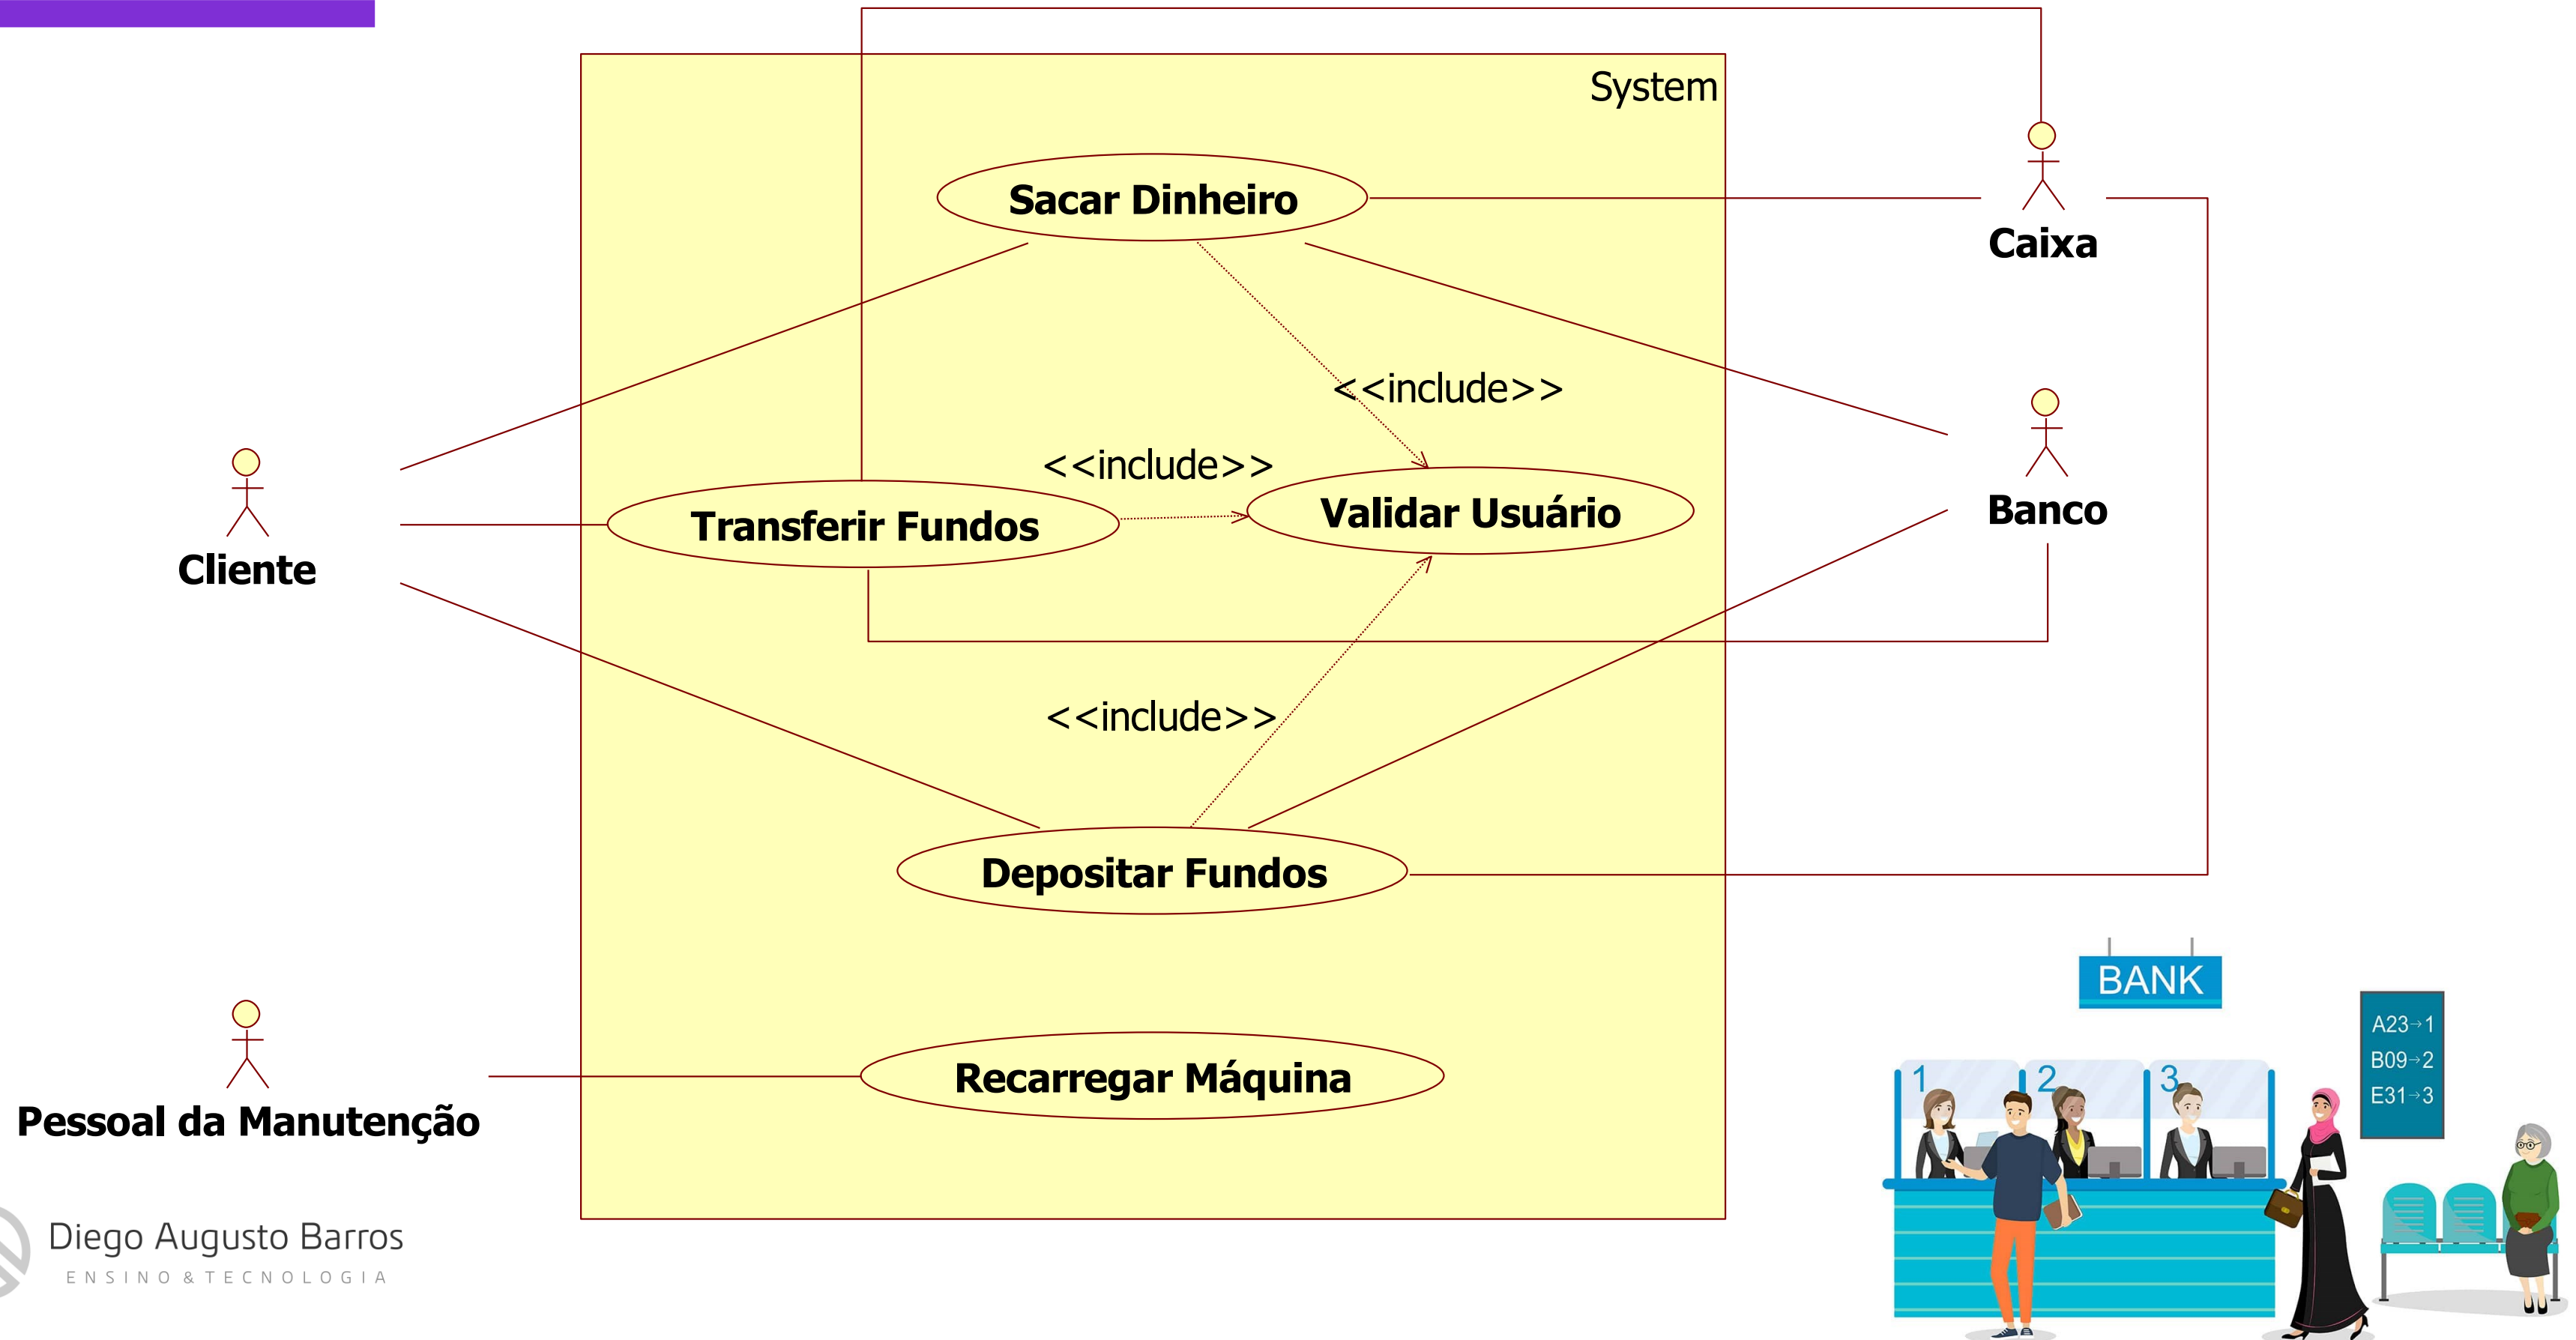 System
Sacar Dinheiro
Caixa
<<include>>
<<include>>
Transferir Fundos
Validar Usuário
Banco
Cliente
<<include>>
Depositar Fundos
Recarregar Máquina
Pessoal da Manutenção
BANK
A23→1
B09→2
E31→3
1
2
3
Diego Augusto Barros
ENSINO & TECNOLOGIA